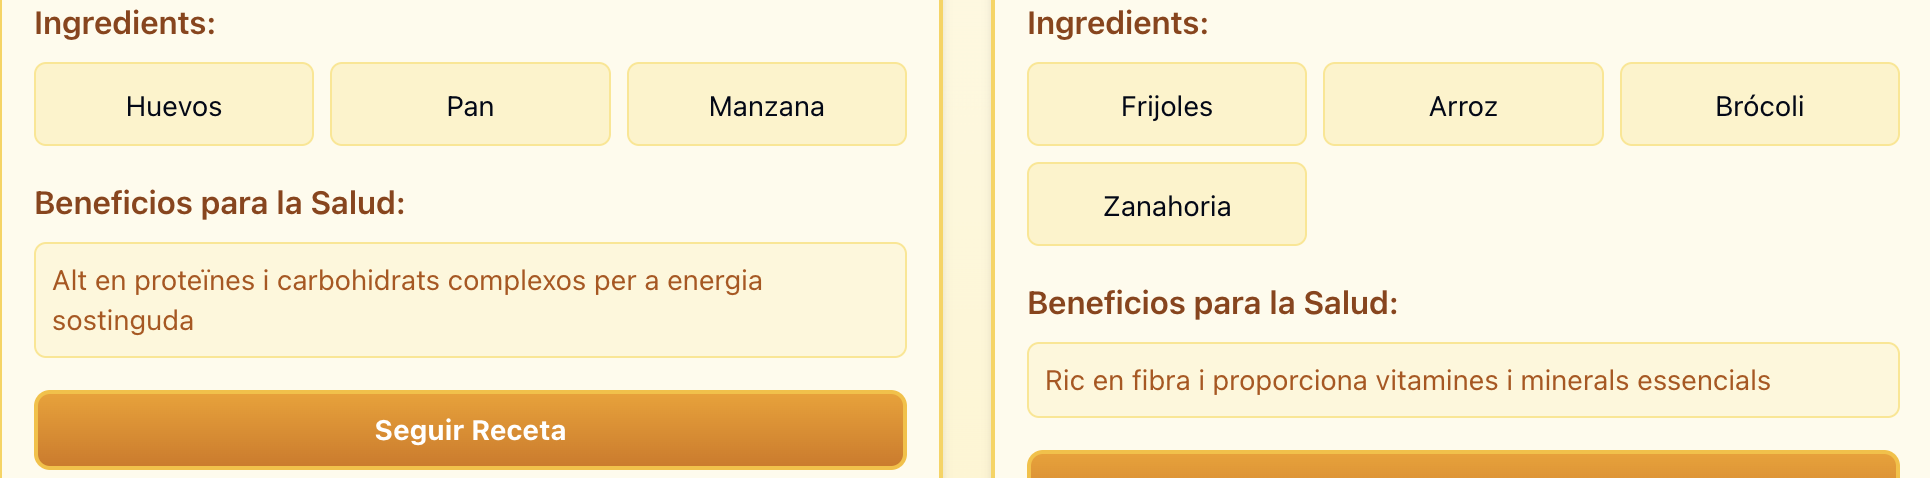 Ingredients:
Huevos
Pan
Manzana
Beneficios para la Salud:
Alt en proteïnes i carbohidrats complexos per a energia
sostinguda
Seguir Receta
Ingredients:
Frijoles
Arroz
Brócoli
Zanahoria
Beneficios para la Salud:
Ric en fibra i proporciona vitamines i minerals essencials